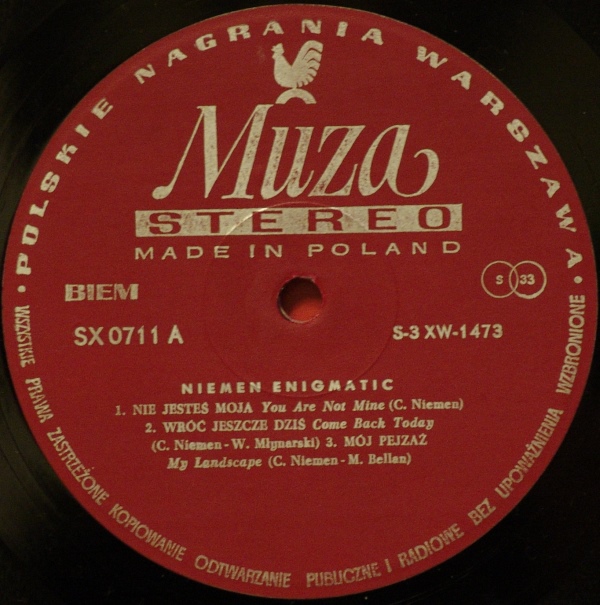 • POLSKIE NAGRANIA WARSZAWA •
Muza
STEREO
MADE IN POLAND
BIEM
S 33
SX 0711 A
S-3 XW-1473
NIEMEN ENIGMATIC
1. NIE JESTEŚ MOJA You Are Not Mine (C. Niemen)
2. WRÓĆ JESZCZE DZIŚ Come Back Today
(C. Niemen - W. Młynarski) 3. MÓJ PEJZAŻ
My Landscape (C. Niemen - M. Bellan)
WSZYSTKIE PRAWA ZASTRZEŻONE KOPIOWANIE ODTWARZANIE PUBLICZNE I RADIOWE BEZ UPOWAŻNIENIA WZBRONIONE